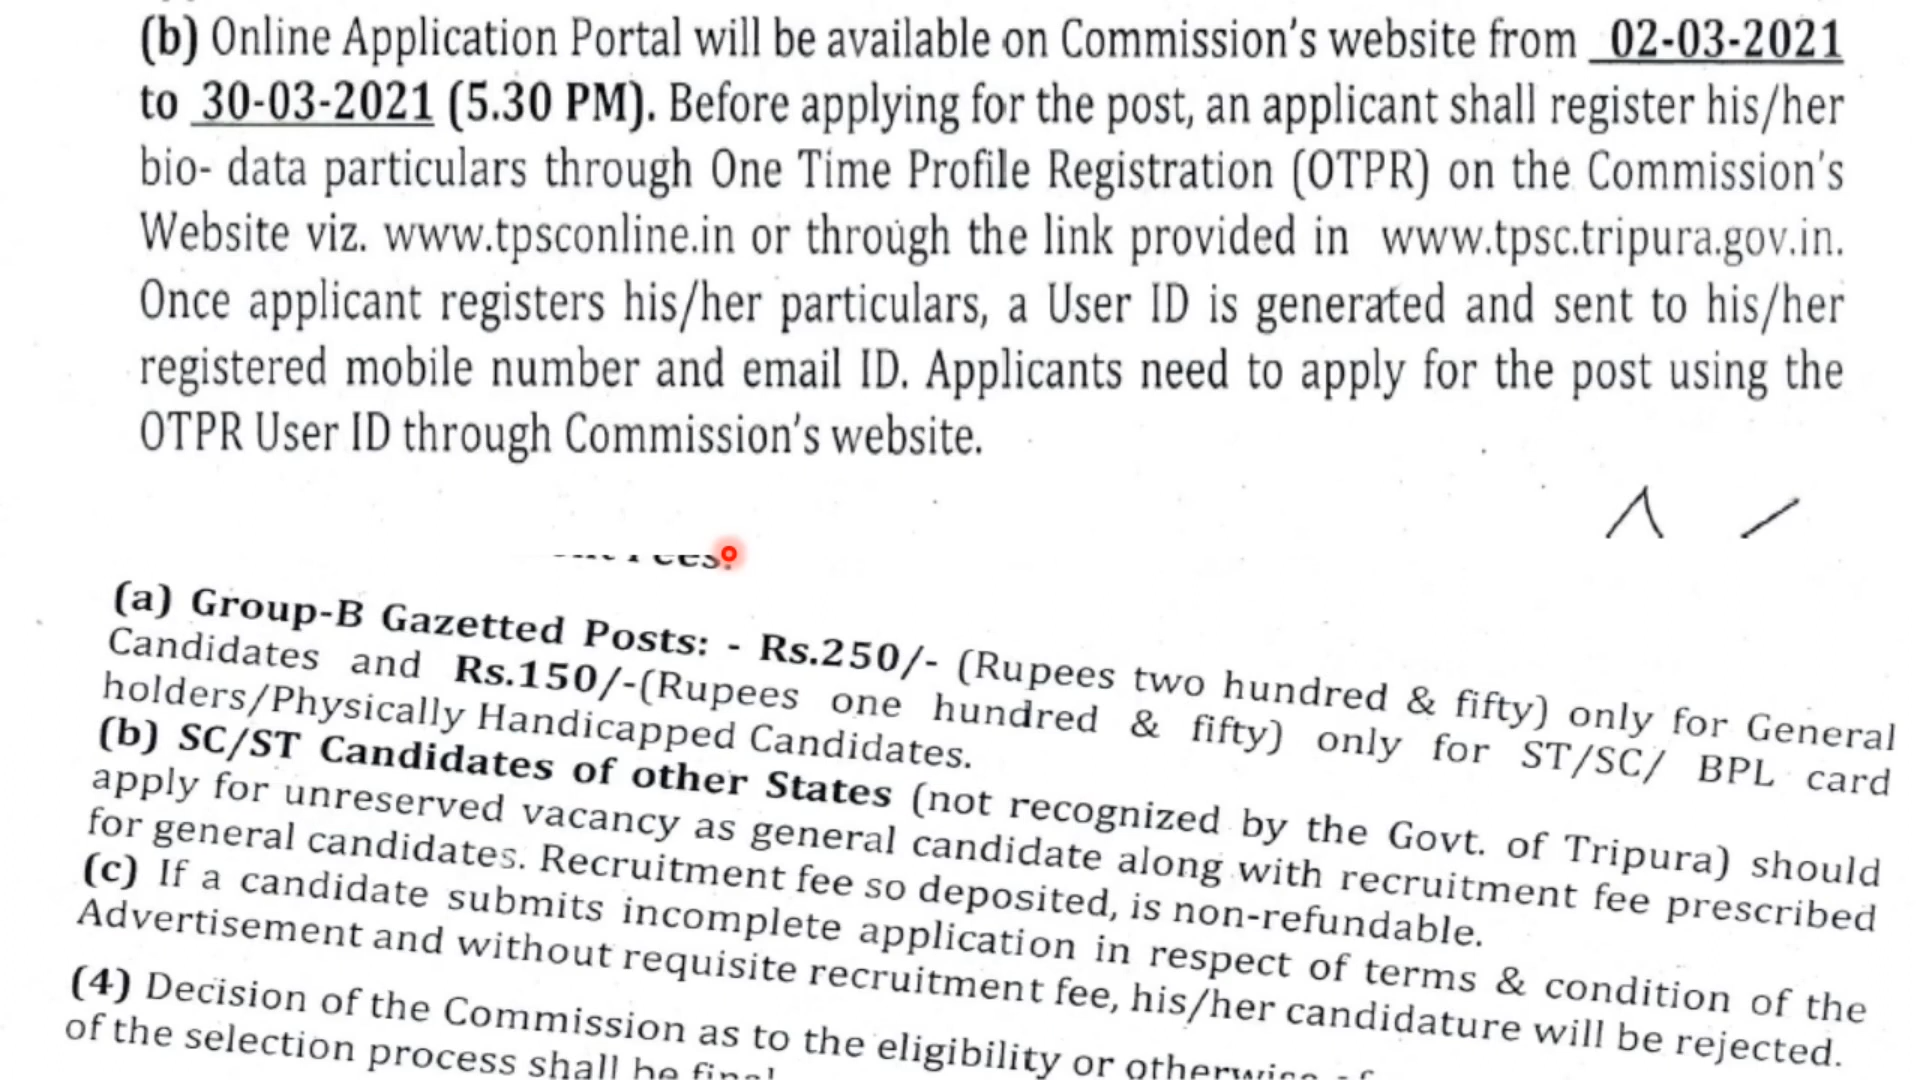 (b) Online Application Portal will be available on Commission's website from 02-03-2021
to 30-03-2021 (5.30 PM). Before applying for the post, an applicant shall register his/her
bio- data particulars through One Time Profile Registration (OTPR) on the Commission's
Website viz. www.tpsconline.in or through the link provided in www.tpsc.tripura.gov.in.
Once applicant registers his/her particulars, a User ID is generated and sent to his/her
registered mobile number and email ID. Applicants need to apply for the post using the
OTPR User ID through Commission's website.
Fees:
(a) Group-B Gazetted Posts: - Rs.250/- (Rupees two hundred & fifty) only for General
Candidates and Rs.150/-(Rupees one hundred & fifty) only for ST/SC/ BPL card
holders/Physically Handicapped Candidates.
(b) SC/ST Candidates of other States (not recognized by the Govt. of Tripura) should
apply for unreserved vacancy as general candidate along with recruitment fee prescribed
for general candidates. Recruitment fee so deposited, is non-refundable.
(c) If a candidate submits incomplete application in respect of terms & condition of the
Advertisement and without requisite recruitment fee, his/her candidature will be rejected.
(4) Decision of the Commission as to the eligibility or otherwise of
of the selection process shall be final